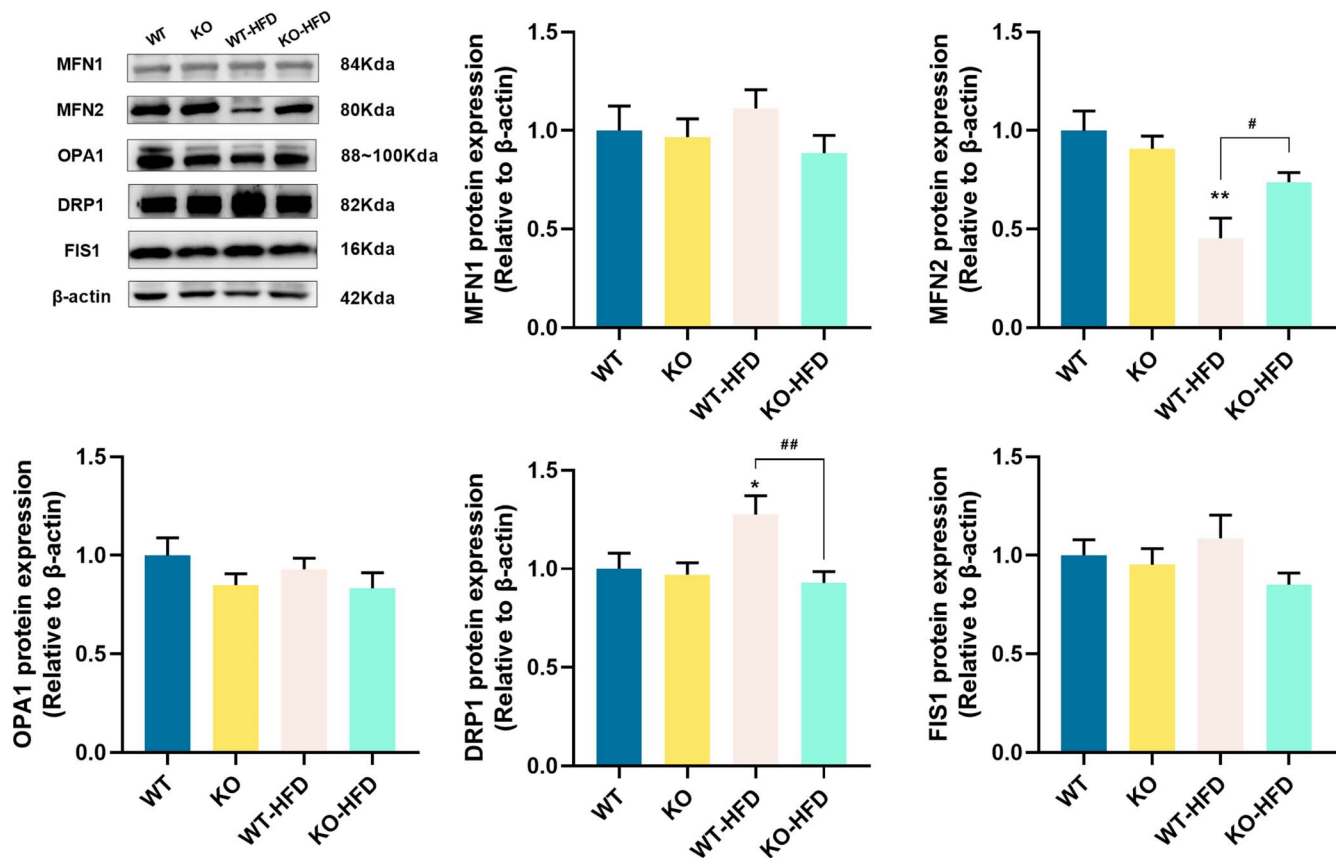 WT KO WT-HFD KO-HFD
MFN1 84Kda
MFN2 80Kda
OPA1 88~100Kda
DRP1 82Kda
FIS1 16Kda
β-actin 42Kda
MFN1 protein expression
(Relative to β-actin)
1.5
1.0
0.5
0.0
WT KO WT-HFD KO-HFD
MFN2 protein expression
(Relative to β-actin)
1.5
1.0
0.5
0.0
#
**
WT KO WT-HFD KO-HFD
OPA1 protein expression
(Relative to β-actin)
1.5
1.0
0.5
0.0
WT KO WT-HFD KO-HFD
DRP1 protein expression
(Relative to β-actin)
1.5
1.0
0.5
0.0
##
*
WT KO WT-HFD KO-HFD
FIS1 protein expression
(Relative to β-actin)
1.5
1.0
0.5
0.0
WT KO WT-HFD KO-HFD